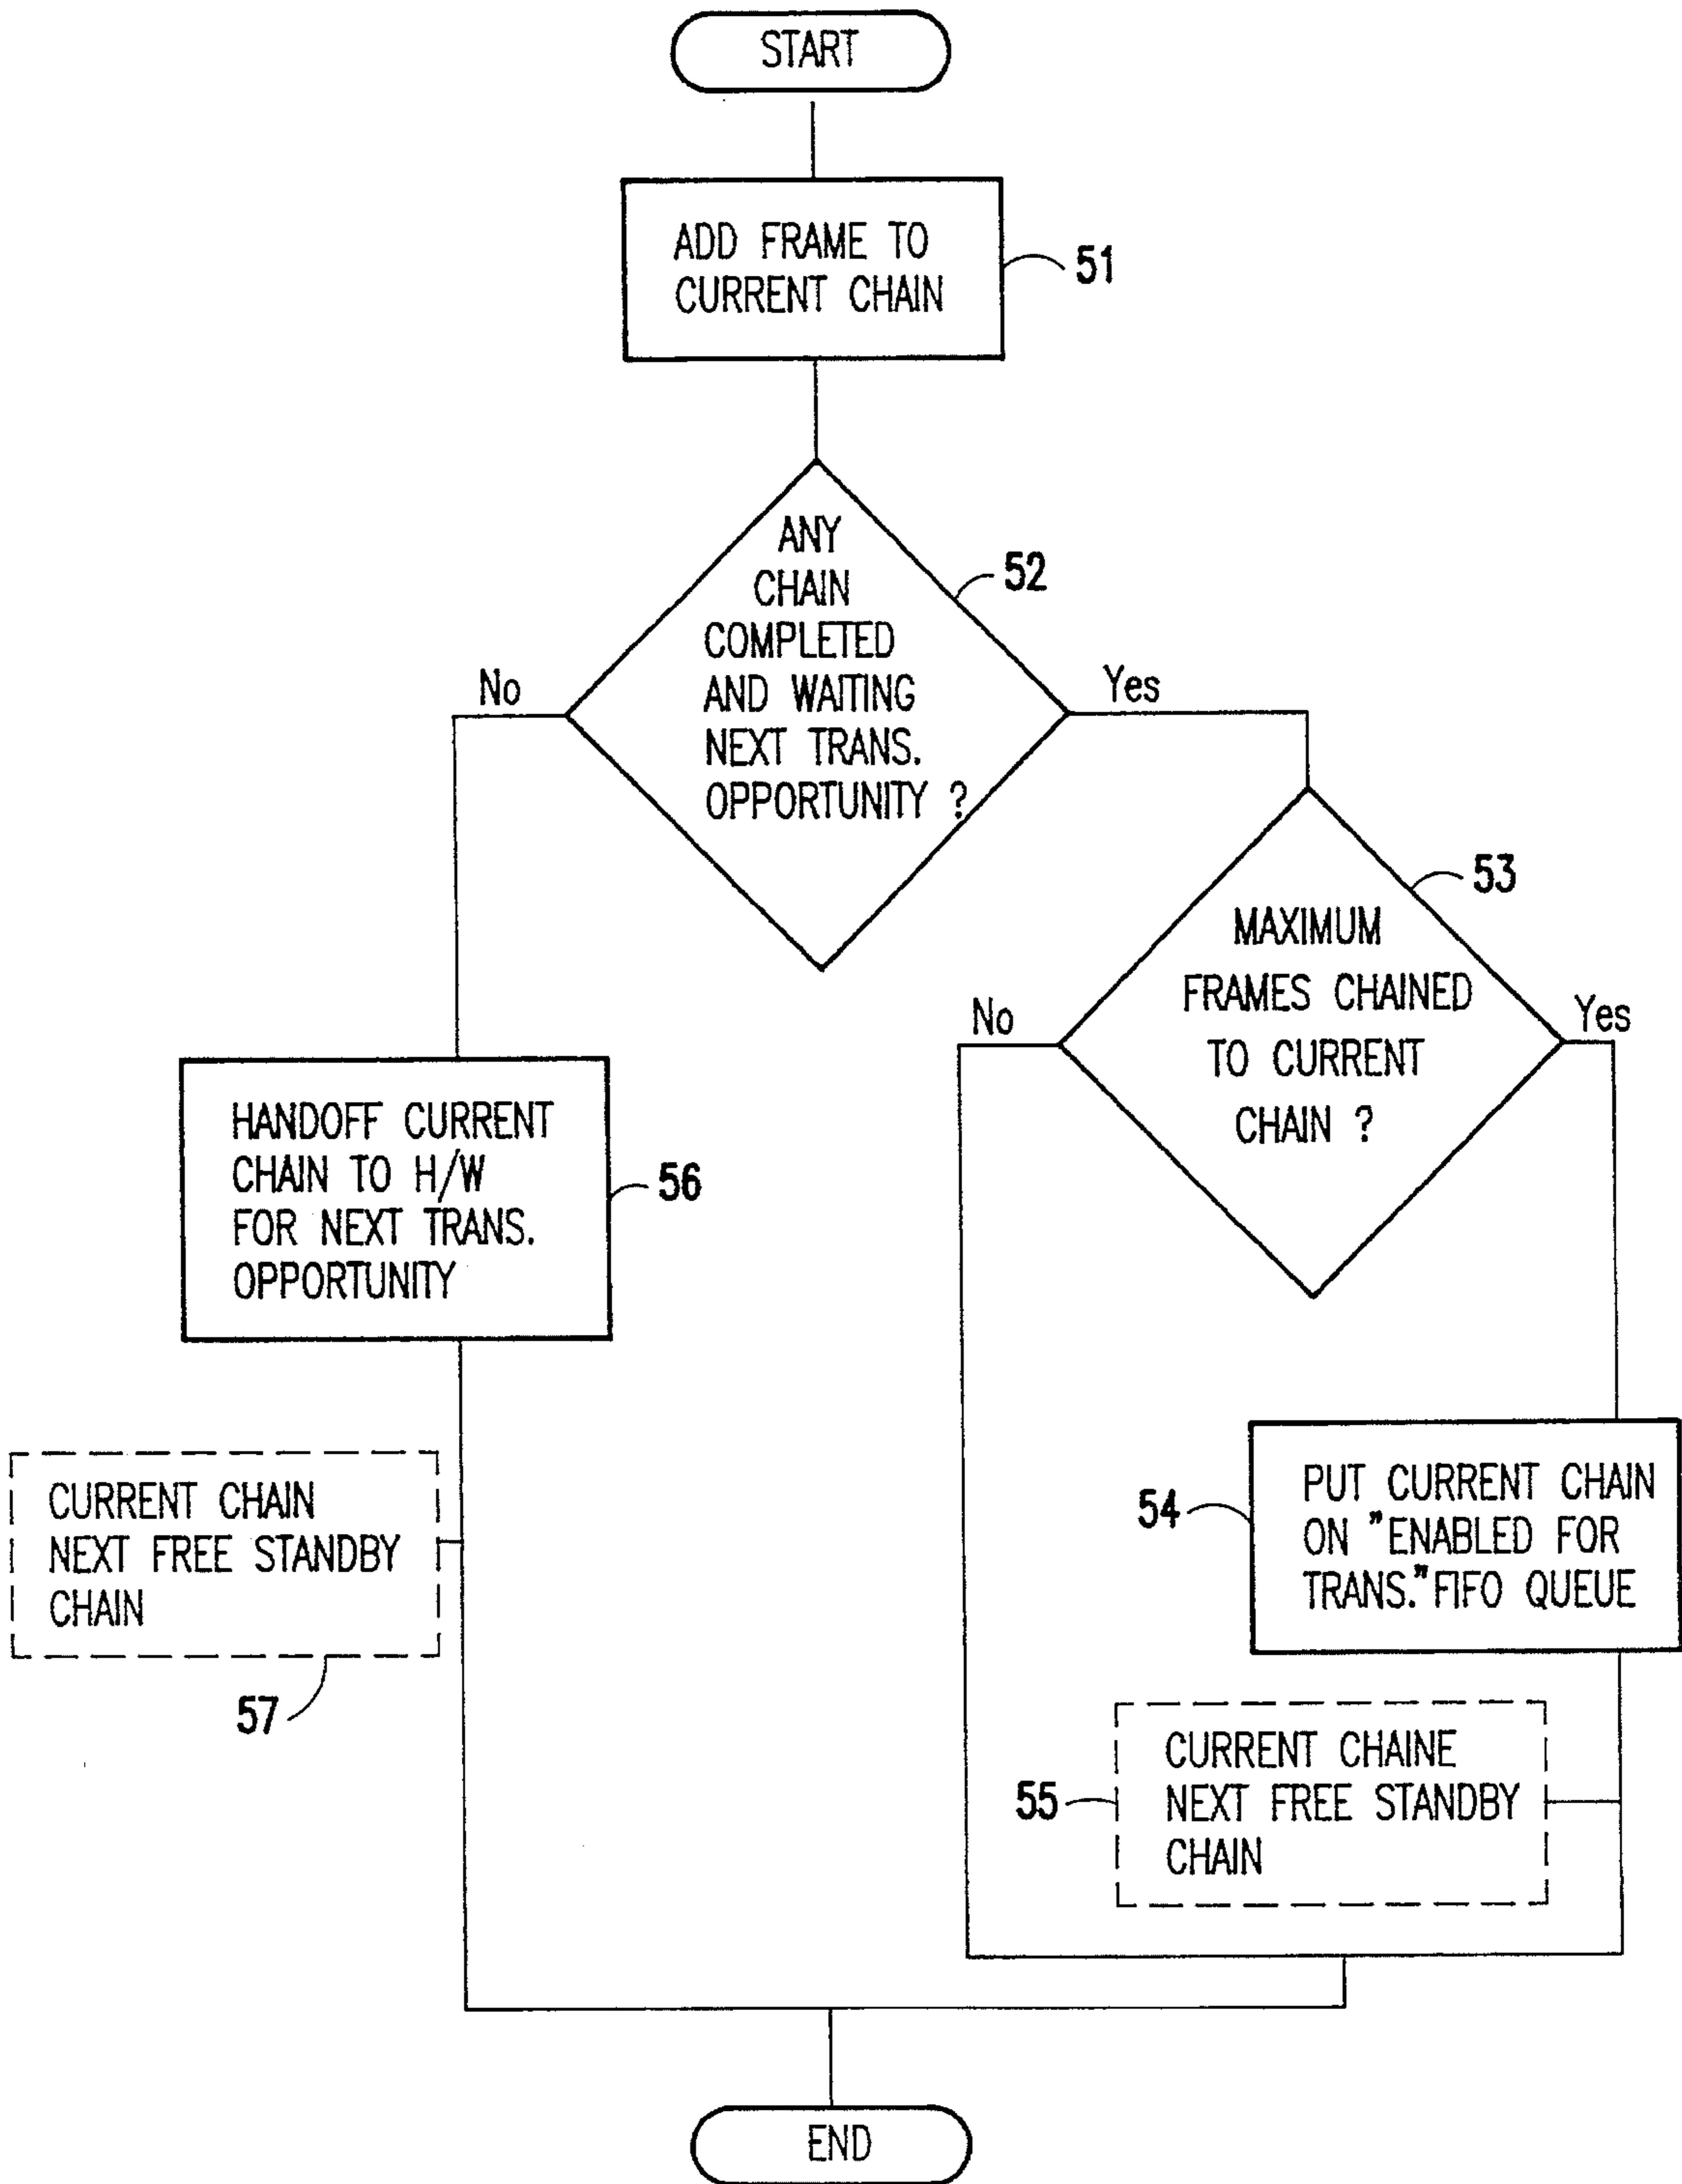 START
ADD FRAME TO
CURRENT CHAIN
51
ANY
CHAIN
COMPLETED
AND WAITING
NEXT TRANS.
OPPORTUNITY ?
52
No
Yes
53
MAXIMUM
FRAMES CHAINED
TO CURRENT
CHAIN ?
No
Yes
HANDOFF CURRENT
CHAIN TO H/W
FOR NEXT TRANS.
OPPORTUNITY
56
CURRENT CHAIN
NEXT FREE STANDBY
CHAIN
57
54
PUT CURRENT CHAIN
ON "ENABLED FOR
TRANS."FIFO QUEUE
55
CURRENT CHAINE
NEXT FREE STANDBY
CHAIN
END